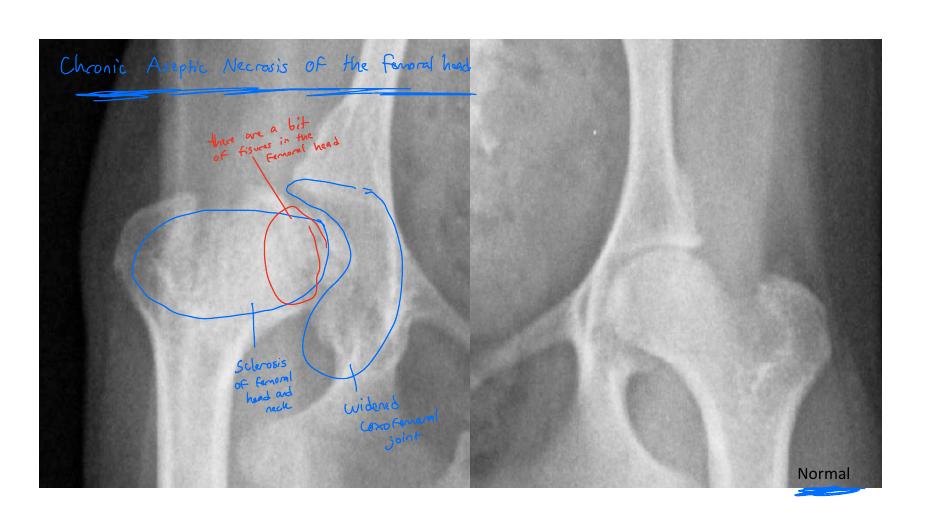 Chronic Aseptic Necrosis of the femoral head
there are a bit
of fisures in the
femoral head
Sclerosis
of femoral
head and
neck
widened
coxofemoral
joint
Normal